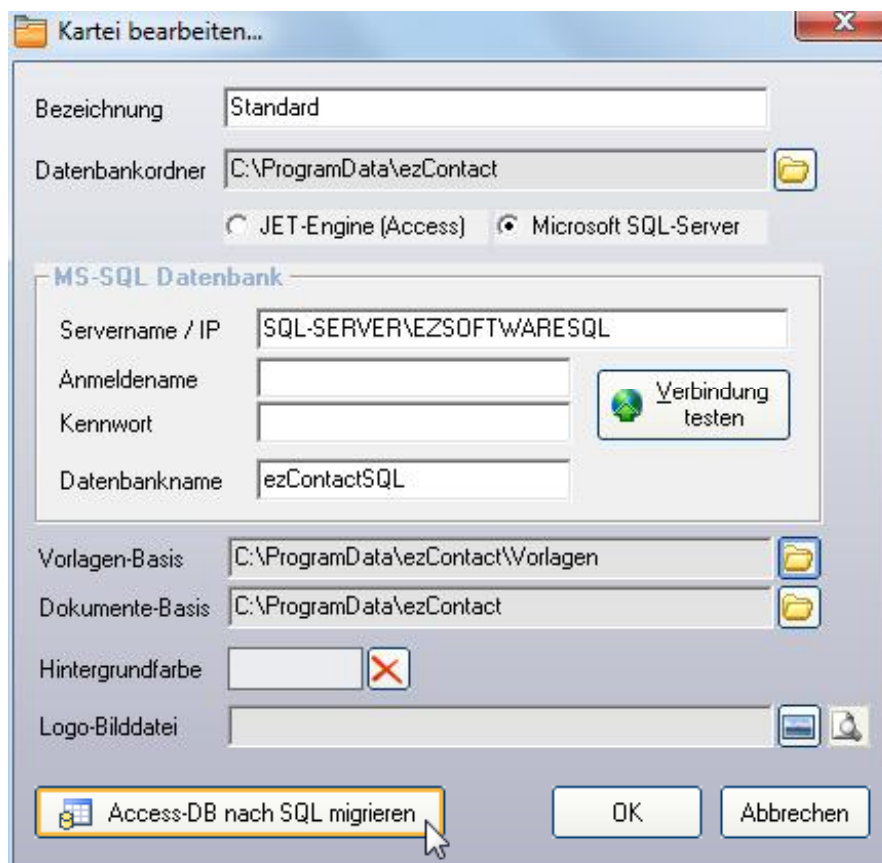 Kartei bearbeiten...
Bezeichnung Standard
Datenbankordner C:\ProgramData\ezContact
JET-Engine (Access) Microsoft SQL-Server
MS-SQL Datenbank
Servername / IP SQL-SERVER\EZSOFTWARESQL
Anmeldename
Kennwort
Verbindung
testen
Datenbankname ezContactSQL
Vorlagen-Basis C:\ProgramData\ezContact\Vorlagen
Dokumente-Basis C:\ProgramData\ezContact
Hintergrundfarbe
Logo-Bilddatei
Access-DB nach SQL migrieren OK Abbrechen